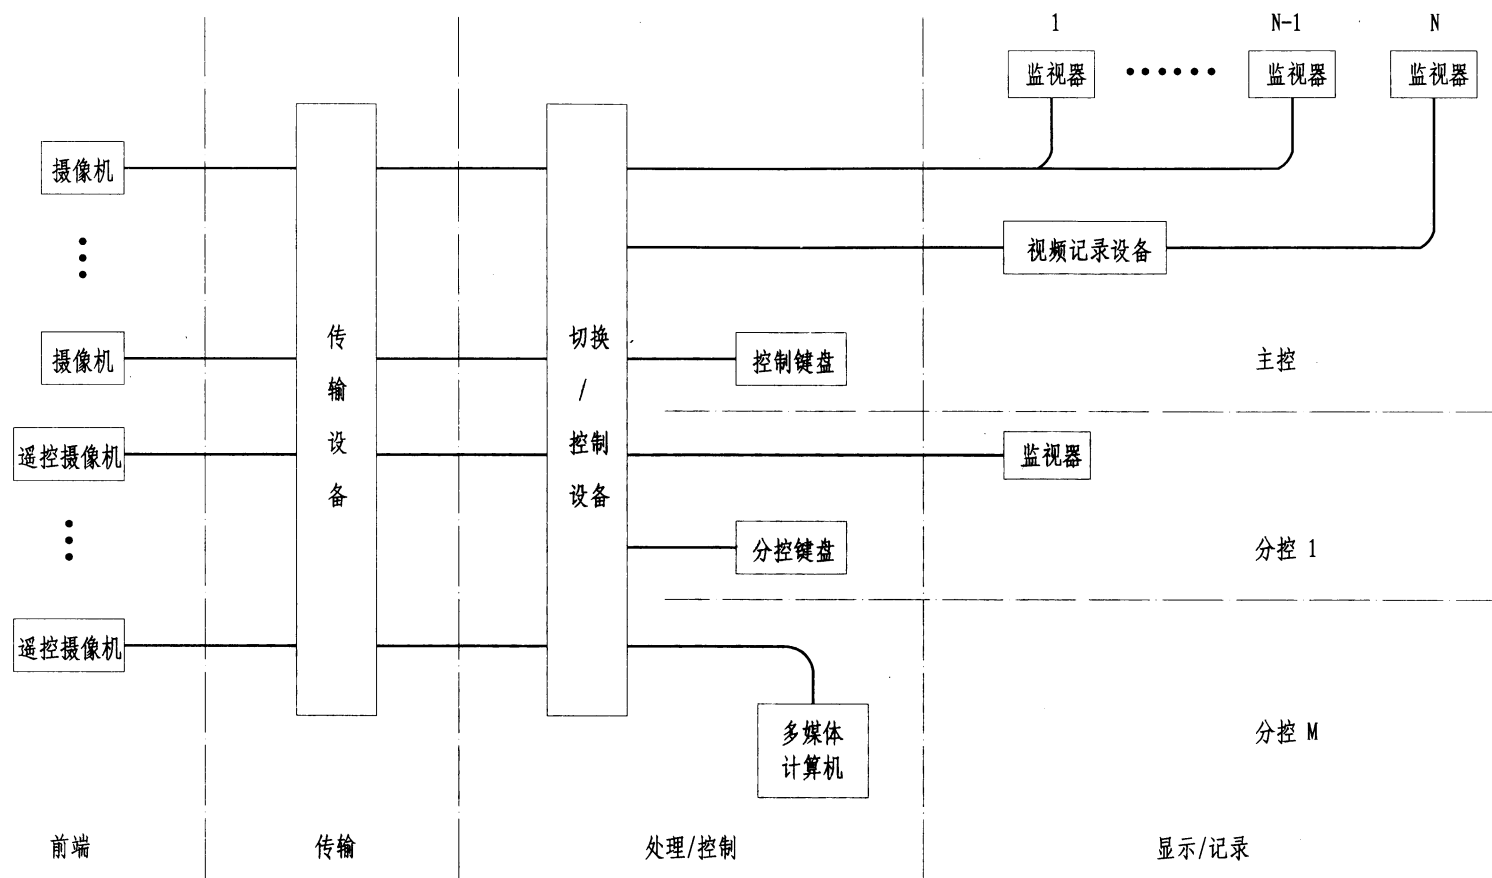 1
N-1
N
监视器
监视器
监视器
摄像机
视频记录设备
摄像机
传
输
设
备
切换
/
控制
设备
控制键盘
主控
遥控摄像机
监视器
分控键盘
分控 1
遥控摄像机
多媒体
计算机
分控 M
前端
传输
处理/控制
显示/记录